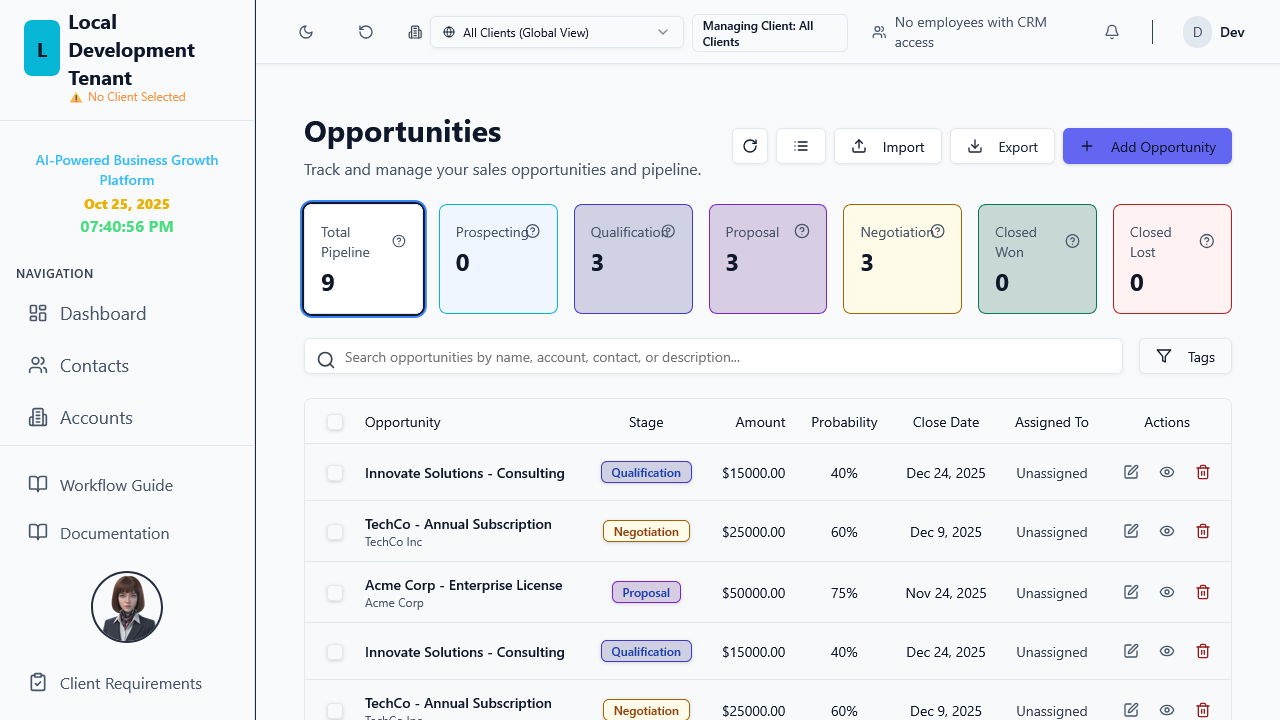 L
Local
Development
Tenant
No Client Selected
AI-Powered Business Growth
Platform
Oct 25, 2025
07:40:56 PM
NAVIGATION
Dashboard
Contacts
Accounts
Workflow Guide
Documentation
Client Requirements
All Clients (Global View)
Managing Client: All
Clients
No employees with CRM
access
D
Dev
Opportunities
Track and manage your sales opportunities and pipeline.
Import
Export
Add Opportunity
Total
Pipeline
9
Prospecting
0
Qualification
3
Proposal
3
Negotiation
3
Closed
Won
0
Closed
Lost
0
Search opportunities by name, account, contact, or description...
Tags
Opportunity Stage Amount Probability Close Date Assigned To Actions
Innovate Solutions - Consulting Qualification $15000.00 40% Dec 24, 2025 Unassigned
TechCo - Annual Subscription Negotiation $25000.00 60% Dec 9, 2025 Unassigned
TechCo Inc
Acme Corp - Enterprise License Proposal $50000.00 75% Nov 24, 2025 Unassigned
Acme Corp
Innovate Solutions - Consulting Qualification $15000.00 40% Dec 24, 2025 Unassigned
TechCo - Annual Subscription Negotiation $25000.00 60% Dec 9, 2025 Unassigned
TechCo Inc